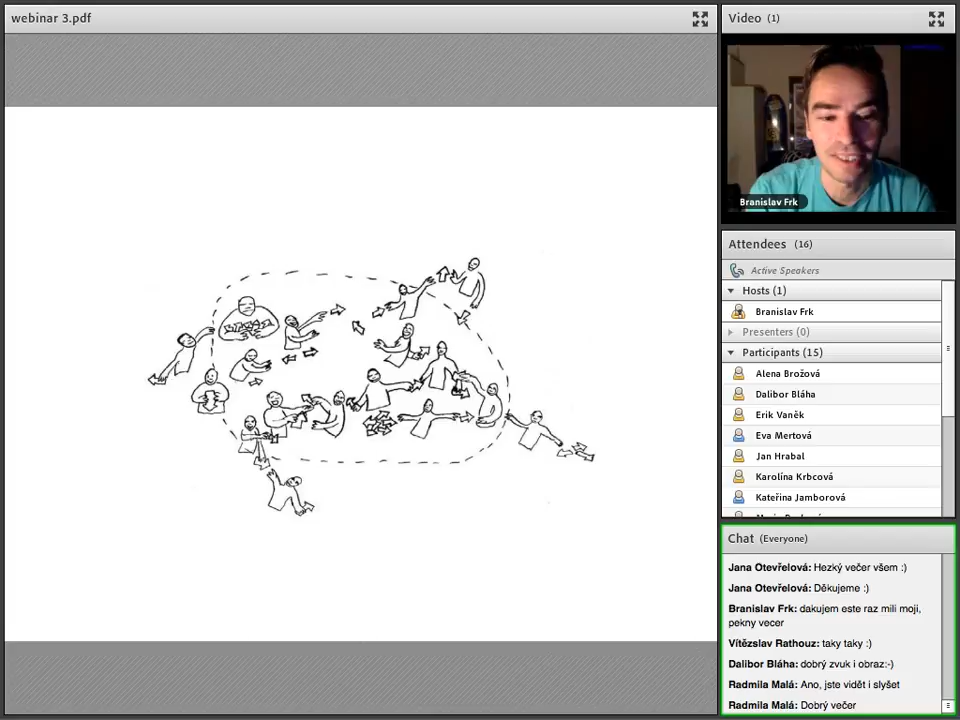 webinar 3.pdf
Video (1)
Branislav Frk
Attendees (16)
Active Speakers
Hosts (1)
Branislav Frk
Presenters (0)
Participants (15)
Alena Brožová
Dalibor Bláha
Erik Vaněk
Eva Mertová
Jan Hrabal
Karolína Krbcová
Kateřina Jamborová
Chat (Everyone)
Jana Otevřelová: Hezký večer všem :)
Jana Otevřelová: Děkujeme :)
Branislav Frk: dakujem este raz mili moji,
pekny vecer
Vítězslav Rathouz: taky taky :)
Dalibor Bláha: dobrý zvuk i obraz:-)
Radmila Malá: Ano, jste vidět i slyšet
Radmila Malá: Dobrý večer